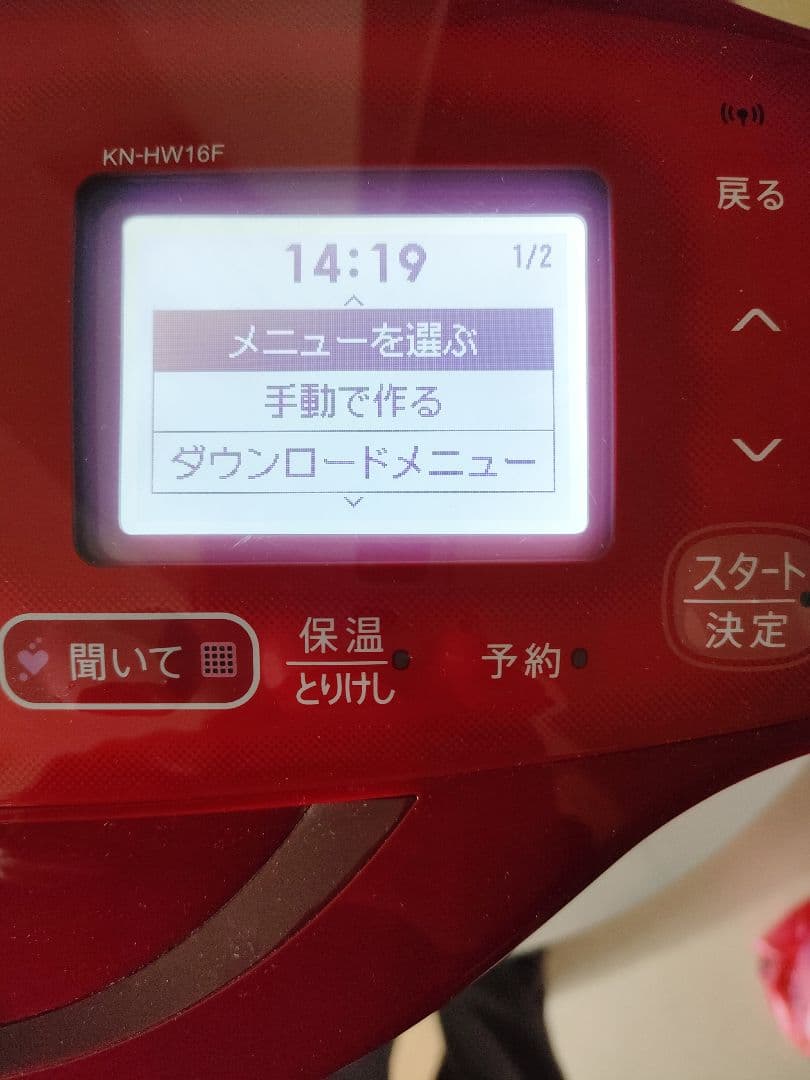 KN-HW16F
戻る
14:19 1/2
メニューを選ぶ
手動で作る
ダウンロードメニュー
スタート
決定
聞いて
保温
とりけし
予約